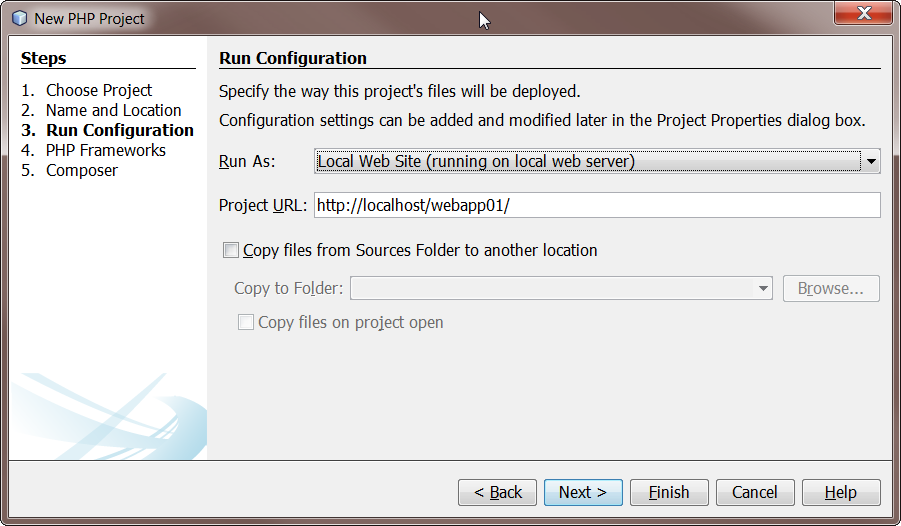 New PHP Project
Steps
1. Choose Project
2. Name and Location
3. Run Configuration
4. PHP Frameworks
5. Composer
Run Configuration
Specify the way this project's files will be deployed.
Configuration settings can be added and modified later in the Project Properties dialog box.
Run As: Local Web Site (running on local web server)
Project URL: http://localhost/webapp01/
Copy files from Sources Folder to another location
Copy to Folder: Browse...
Copy files on project open
< Back Next > Finish Cancel Help